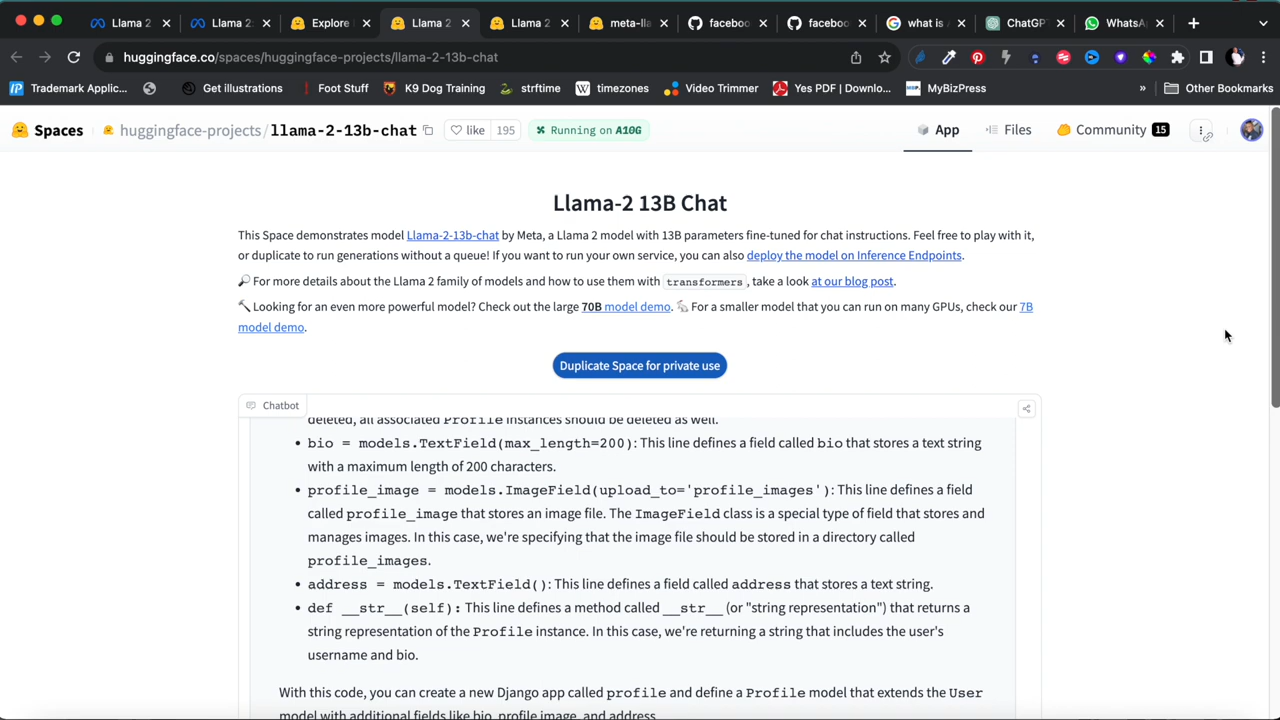 Llama 2
Llama 2:
Explore
Llama 2
Llama 2
meta-lla
faceboo
faceboo
what is
ChatGP
WhatsA
huggingface.co/spaces/huggingface-projects/llama-2-13b-chat
Trademark Applic...
Get illustrations
Foot Stuff
K9 Dog Training
strftime
timezones
Video Trimmer
Yes PDF | Downlo...
MyBizPress
»
Other Bookmarks
Spaces
huggingface-projects/llama-2-13b-chat
like 195
Running on A10G
App
Files
Community 15
Llama-2 13B Chat
This Space demonstrates model Llama-2-13b-chat by Meta, a Llama 2 model with 13B parameters fine-tuned for chat instructions. Feel free to play with it,
or duplicate to run generations without a queue! If you want to run your own service, you can also deploy the model on Inference Endpoints.
🔎 For more details about the Llama 2 family of models and how to use them with transformers, take a look at our blog post.
🔨 Looking for an even more powerful model? Check out the large 70B model demo. 🐇 For a smaller model that you can run on many GPUs, check our 7B
model demo.
Duplicate Space for private use
Chatbot
deleted, all associated Profile instances should be deleted as well.
• bio = models.TextField(max_length=200): This line defines a field called bio that stores a text string
with a maximum length of 200 characters.
• profile_image = models.ImageField(upload_to='profile_images'): This line defines a field
called profile_image that stores an image file. The ImageField class is a special type of field that stores and
manages images. In this case, we're specifying that the image file should be stored in a directory called
profile_images.
• address = models.TextField(): This line defines a field called address that stores a text string.
• def __str__(self): This line defines a method called __str__ (or "string representation") that returns a
string representation of the Profile instance. In this case, we're returning a string that includes the user's
username and bio.
With this code, you can create a new Django app called profile and define a Profile model that extends the User
model with additional fields like bio, profile image, and address.